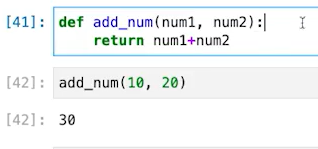 [41]: def add_num(num1, num2):
    return num1+num2
[42]: add_num(10, 20)
[42]: 30